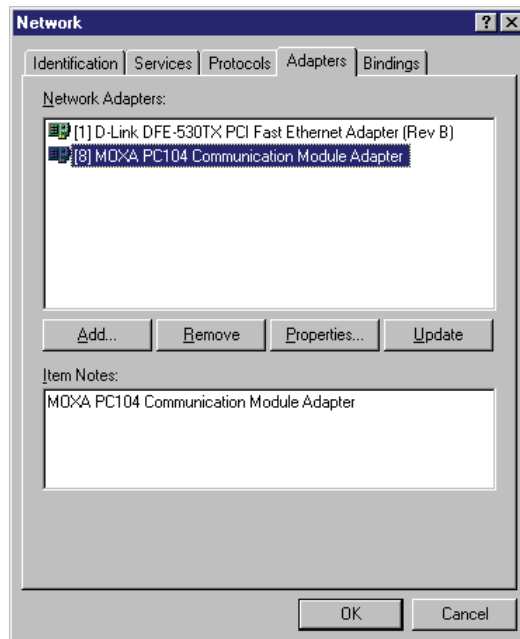 Network
Identification Services Protocols Adapters Bindings
Network Adapters:
[1] D-Link DFE-530TX PCI Fast Ethernet Adapter (Rev B)
[8] MOXA PC104 Communication Module Adapter
Add... Remove Properties... Update
Item Notes:
MOXA PC104 Communication Module Adapter
OK Cancel